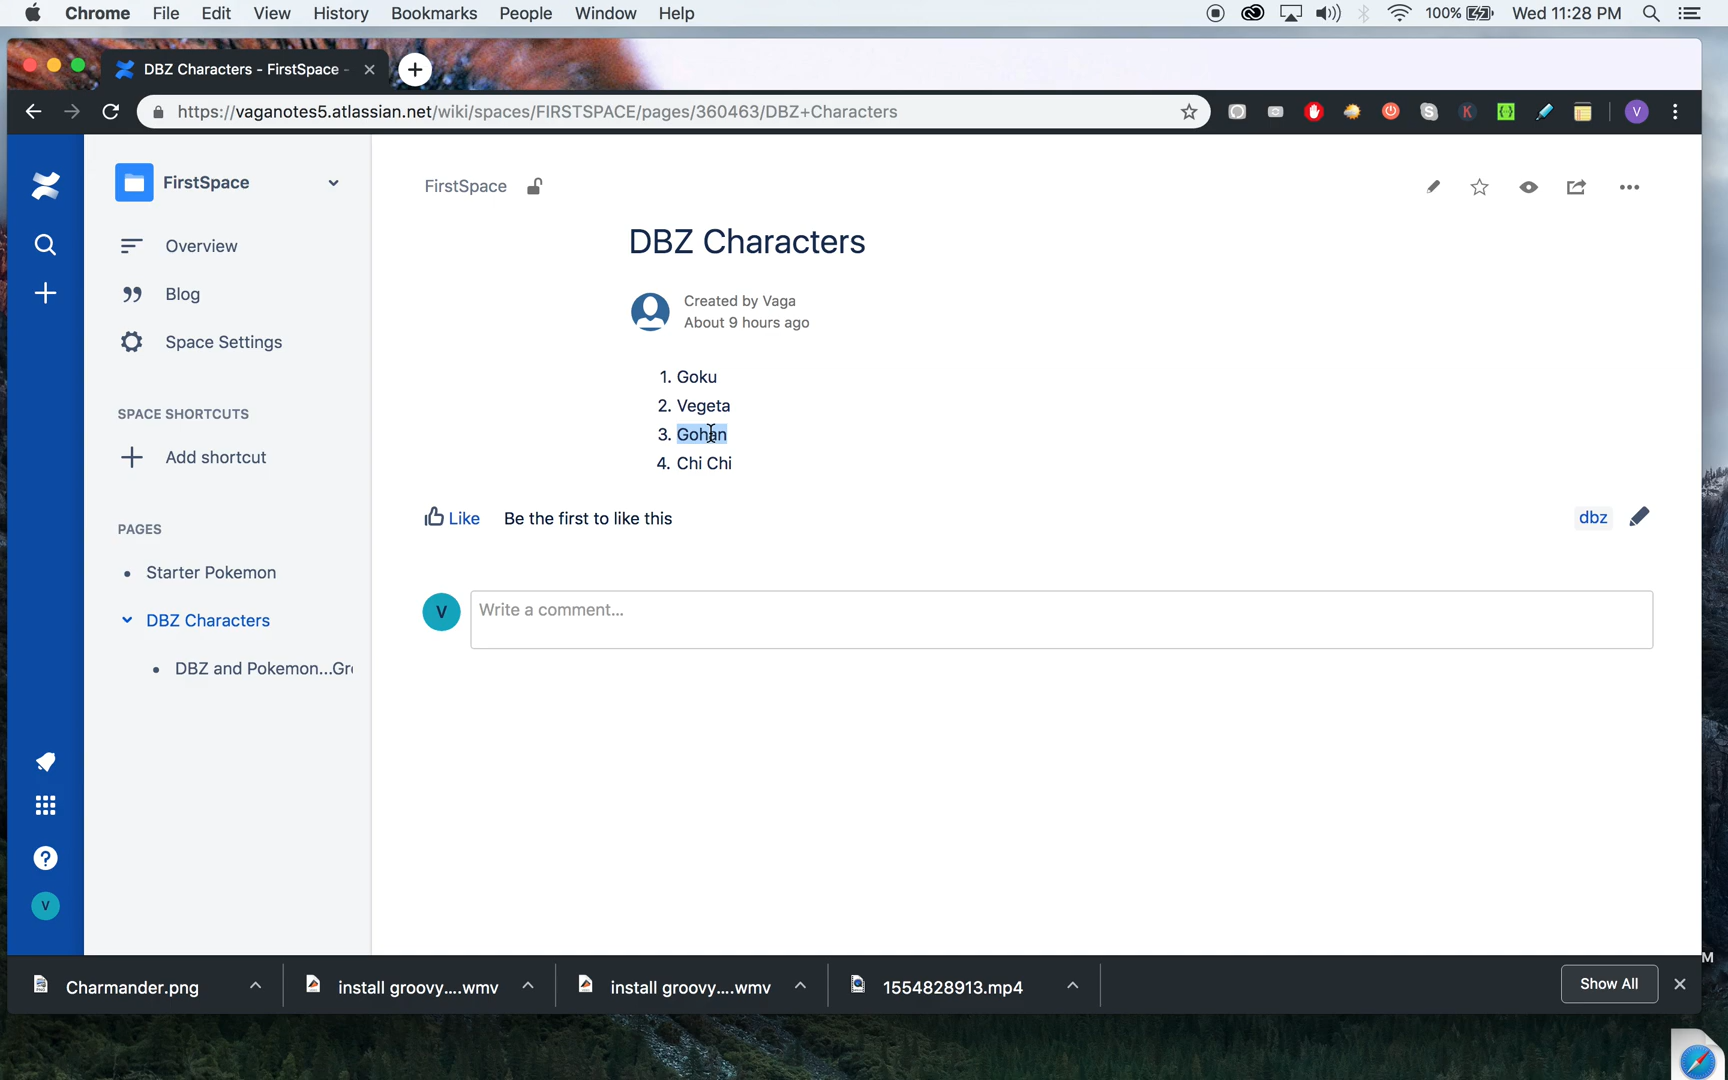 Chrome File Edit View History Bookmarks People Window Help 100% Wed 11:28 PM
DBZ Characters - FirstSpace -
https://vaganotes5.atlassian.net/wiki/spaces/FIRSTSPACE/pages/360463/DBZ+Characters
V
FirstSpace
Overview
Blog
Space Settings
SPACE SHORTCUTS
Add shortcut
PAGES
Starter Pokemon
DBZ Characters
DBZ and Pokemon...Gr
V
FirstSpace
DBZ Characters
Created by Vaga
About 9 hours ago
1. Goku
2. Vegeta
3. Gohan
4. Chi Chi
Like Be the first to like this
dbz
V Write a comment...
Charmander.png install groovy....wmv install groovy....wmv 1554828913.mp4 Show All
M